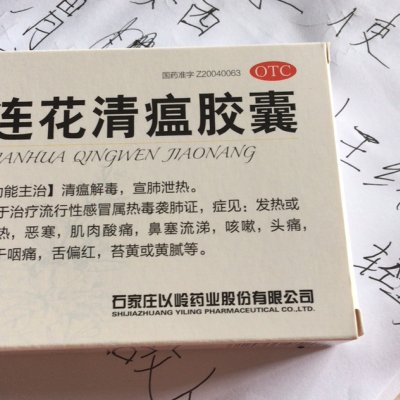 国药准字 Z20040063
OTC
连花清瘟胶囊
IANHUA QINGWEN JIAONANG
功能主治】清瘟解毒，宣肺泄热。
于治疗流行性感冒属热毒袭肺证，症见：发热或
热，恶寒，肌肉酸痛，鼻塞流涕，咳嗽，头痛，
干咽痛，舌偏红，苔黄或黄腻等。
石家庄以岭药业股份有限公司
SHIJIAZHUANG YILING PHARMACEUTICAL CO.,LTD.